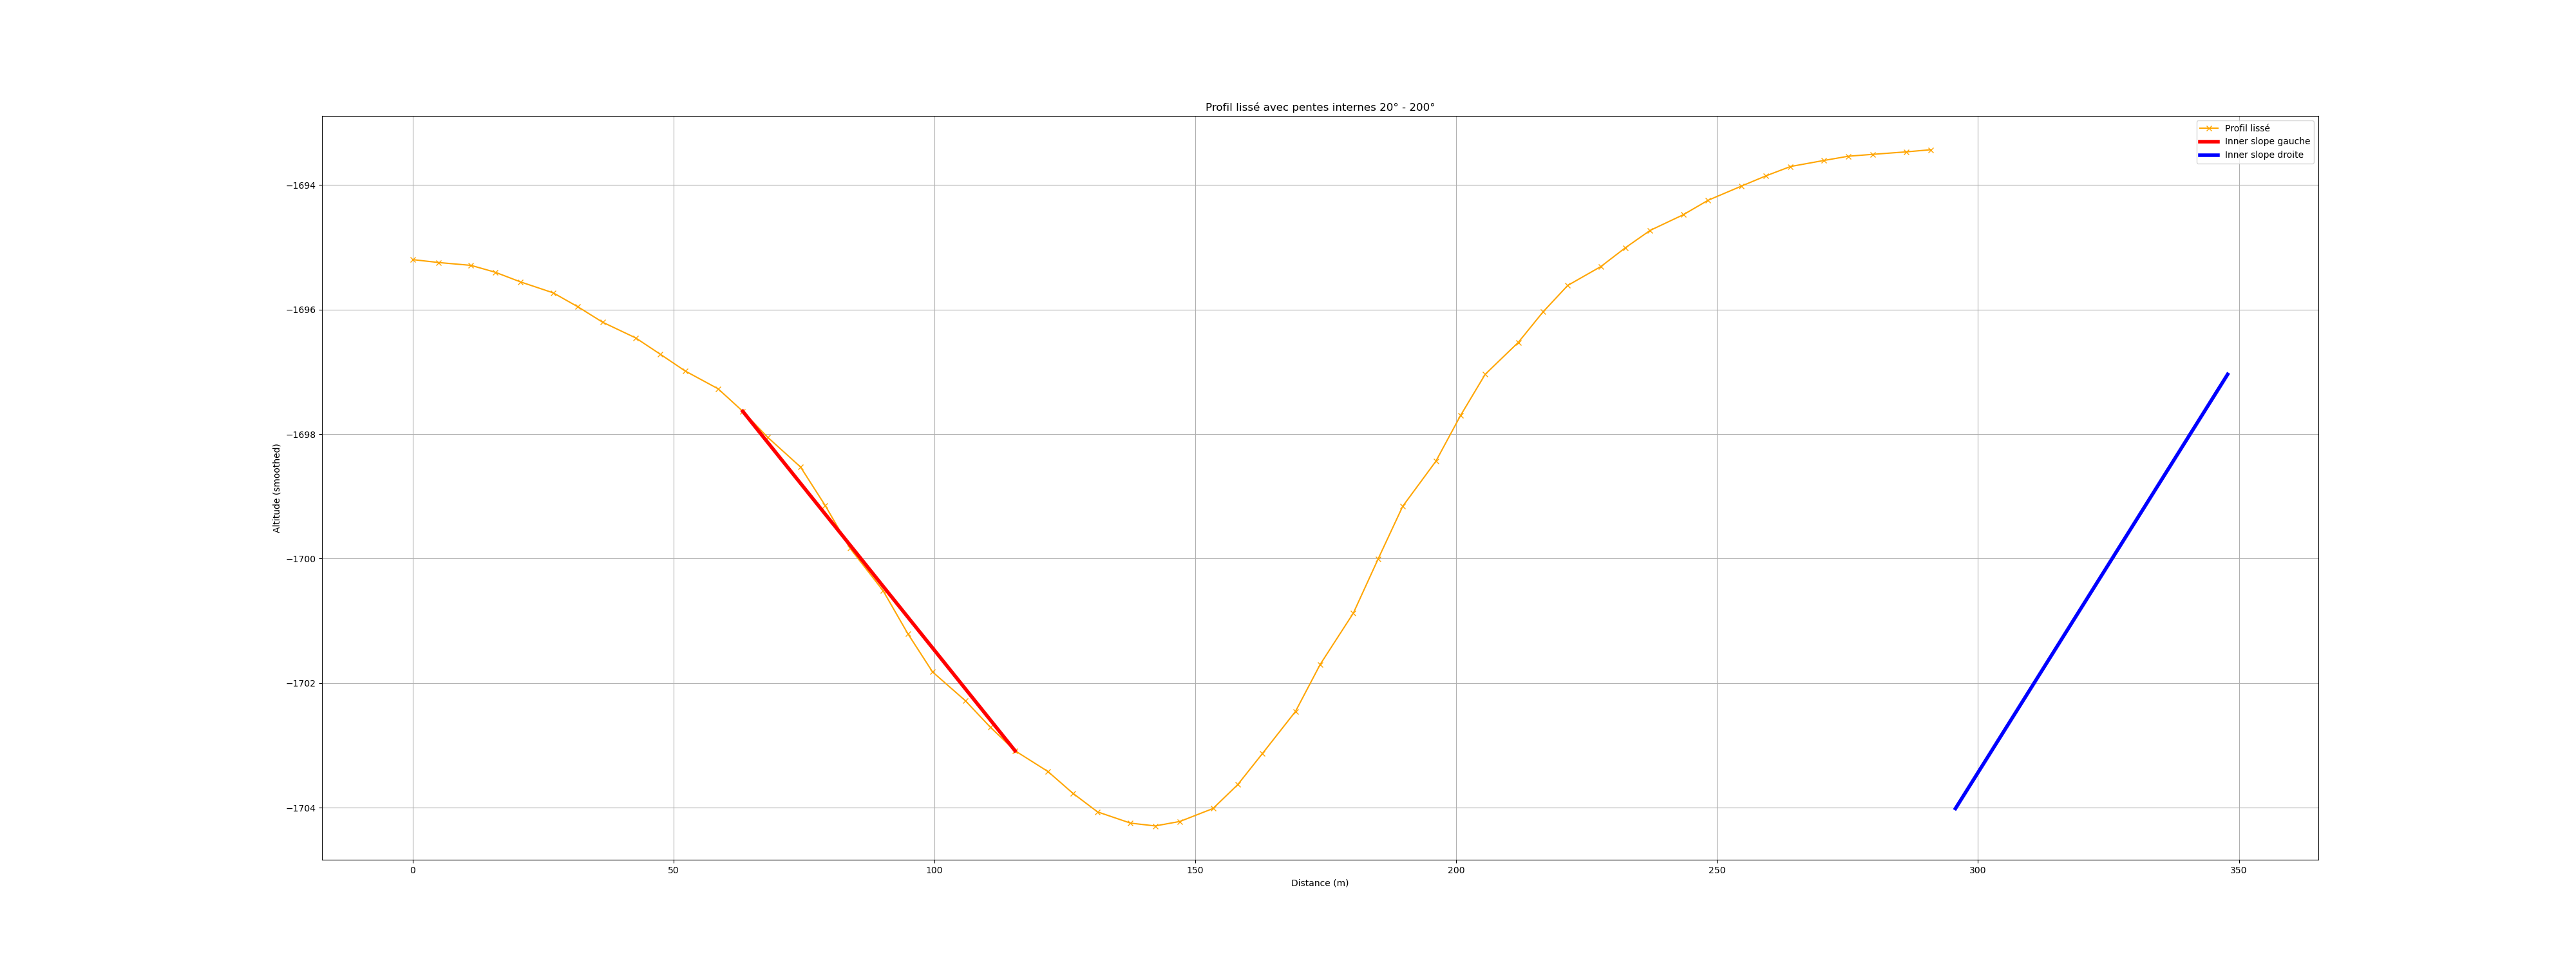 Profil lissé avec pentes internes 20° - 200°
Profil lissé
Inner slope gauche
Inner slope droite
Altitude (smoothed)
−1694
−1696
−1698
−1700
−1702
−1704
0
50
100
150
200
250
300
350
Distance (m)